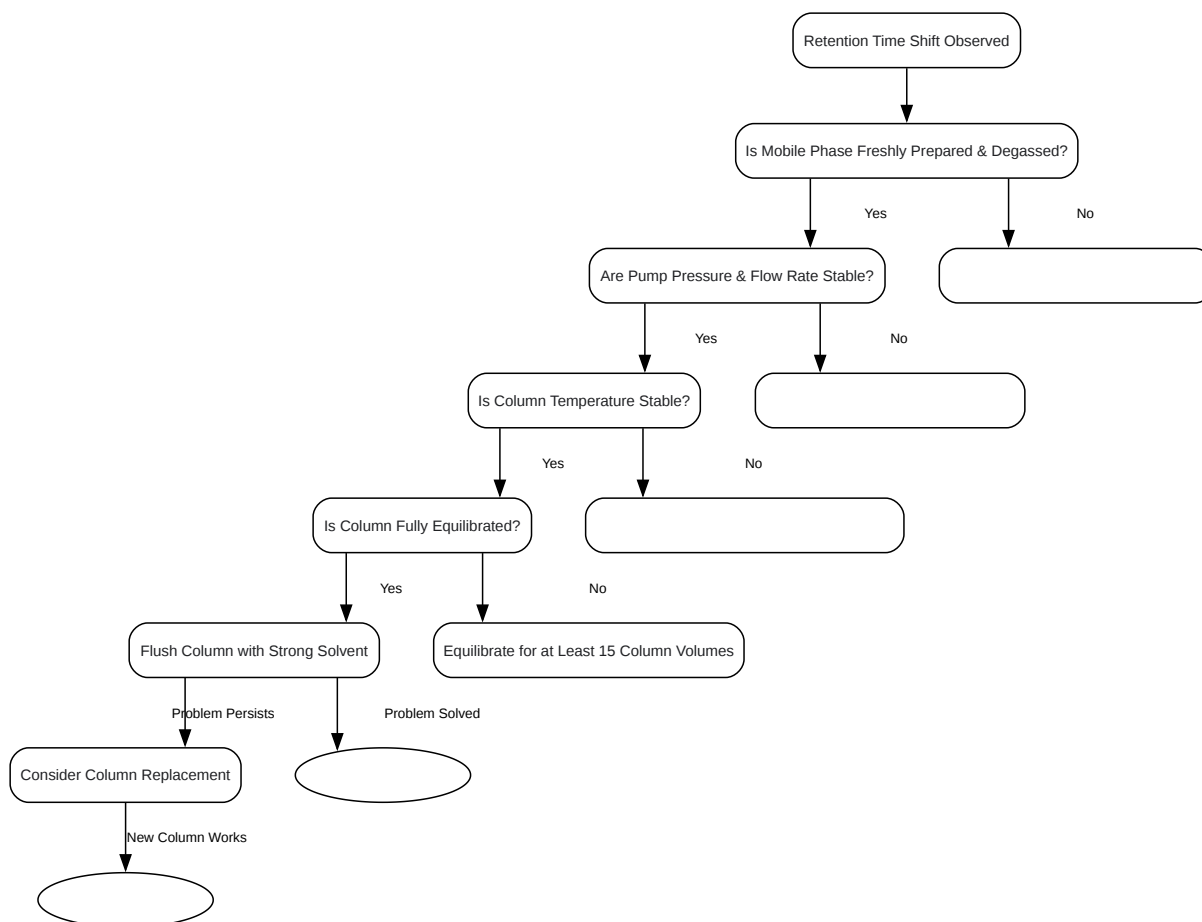 Retention Time Shift Observed
Is Mobile Phase Freshly Prepared & Degassed?
Yes
No
Are Pump Pressure & Flow Rate Stable?
Yes
No
Is Column Temperature Stable?
Yes
No
Is Column Fully Equilibrated?
Yes
No
Flush Column with Strong Solvent
Equilibrate for at Least 15 Column Volumes
Problem Persists
Problem Solved
Consider Column Replacement
New Column Works